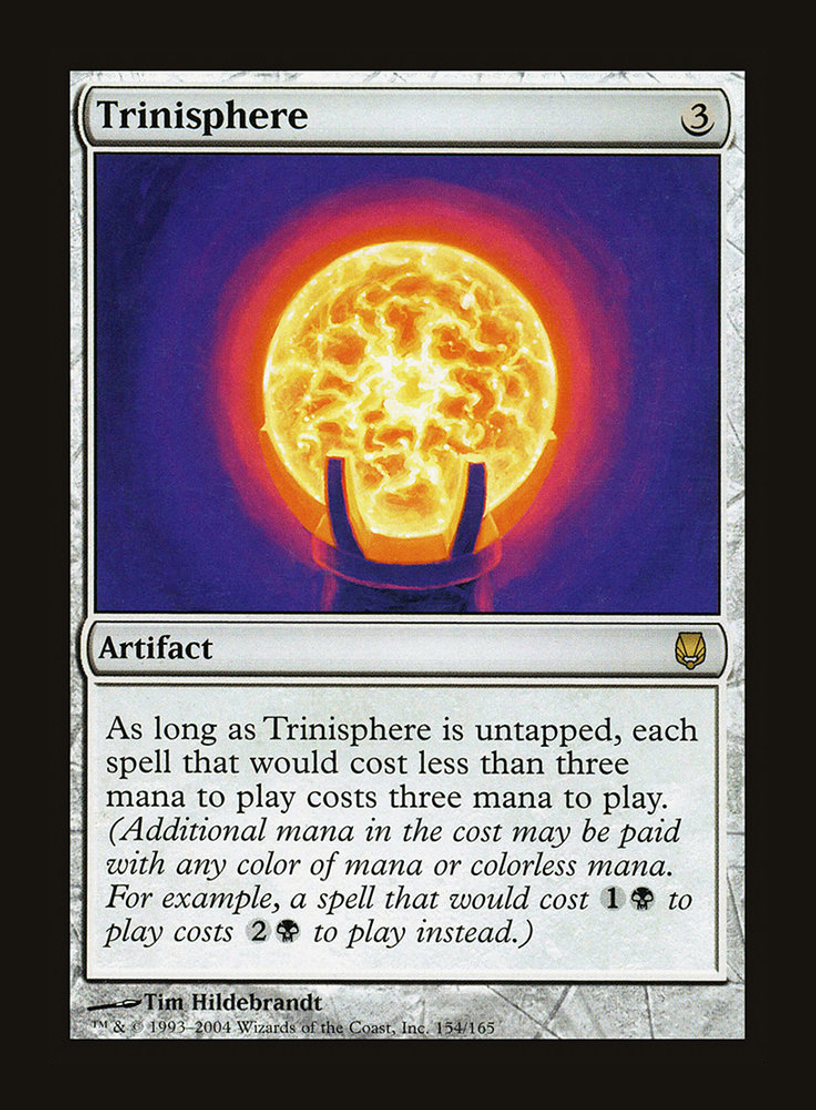 Trinisphere 3
Artifact
As long as Trinisphere is untapped, each
spell that would cost less than three
mana to play costs three mana to play.
(Additional mana in the cost may be paid
with any color of mana or colorless mana.
For example, a spell that would cost 1 to
play costs 2 to play instead.)
Tim Hildebrandt
™ & © 1993–2004 Wizards of the Coast, Inc. 154/165